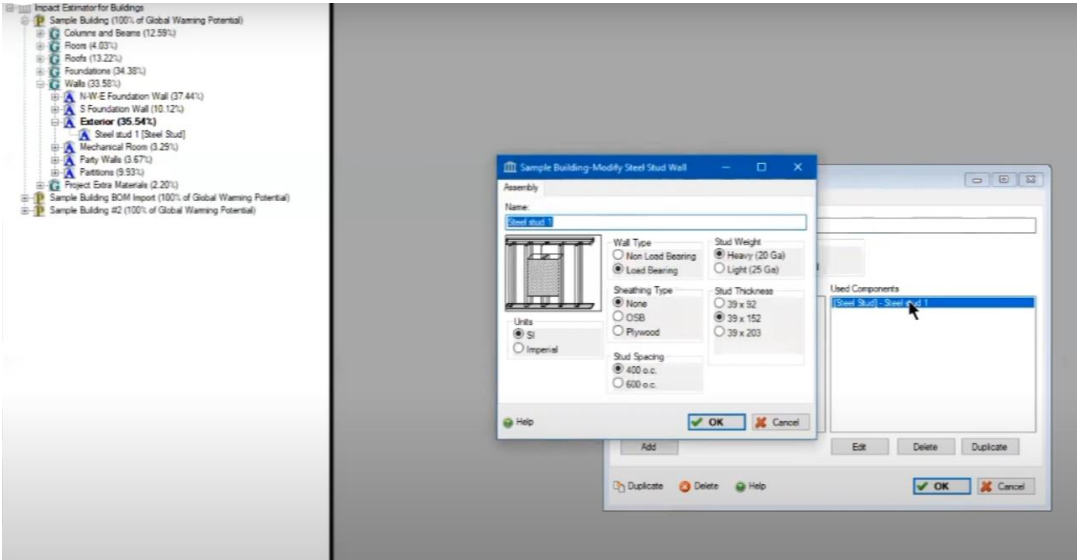 Impact Estimator for Buildings
Sample Building (100% of Global Warming Potential)
Columns and Beams (12.59%)
Room (4.03%)
Roofs (13.22%)
Foundations (34.38%)
Walls (33.58%)
N-W-E Foundation Wall (37.44%)
S Foundation Wall (10.12%)
Exterior (35.54%)
Steel stud 1 [Steel Stud]
Mechanical Room (3.29%)
Party Walls (3.67%)
Partitions (9.93%)
Project Extra Materials (2.20%)
Sample Building BOM Import (100% of Global Warming Potential)
Sample Building #2 (100% of Global Warming Potential)
Sample Building-Modify Steel Stud Wall
Assembly
Name:
Steel stud 1
Units
SI
Imperial
Wall Type
Non Load Bearing
Load Bearing
Sheathing Type
None
OSB
Plywood
Stud Spacing
400 o.c.
600 o.c.
Stud Weight
Heavy (20 Ga)
Light (25 Ga)
Stud Thickness
39 x 92
39 x 152
39 x 203
Help
OK
Cancel
Used Components
[Steel Stud] - Steel stud 1
Add
Edit
Delete
Duplicate
Duplicate
Delete
Help
OK
Cancel